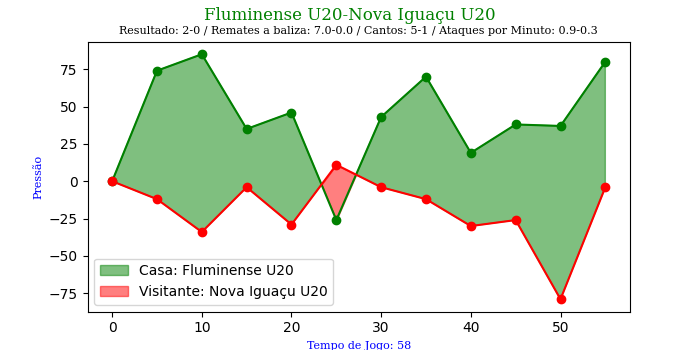 Fluminense U20-Nova Iguaçu U20
Resultado: 2-0 / Remates a baliza: 7.0-0.0 / Cantos: 5-1 / Ataques por Minuto: 0.9-0.3
75
50
25
0
−25
−50
−75
Pressão
Casa: Fluminense U20
Visitante: Nova Iguaçu U20
0 10 20 30 40 50
Tempo de Jogo: 58